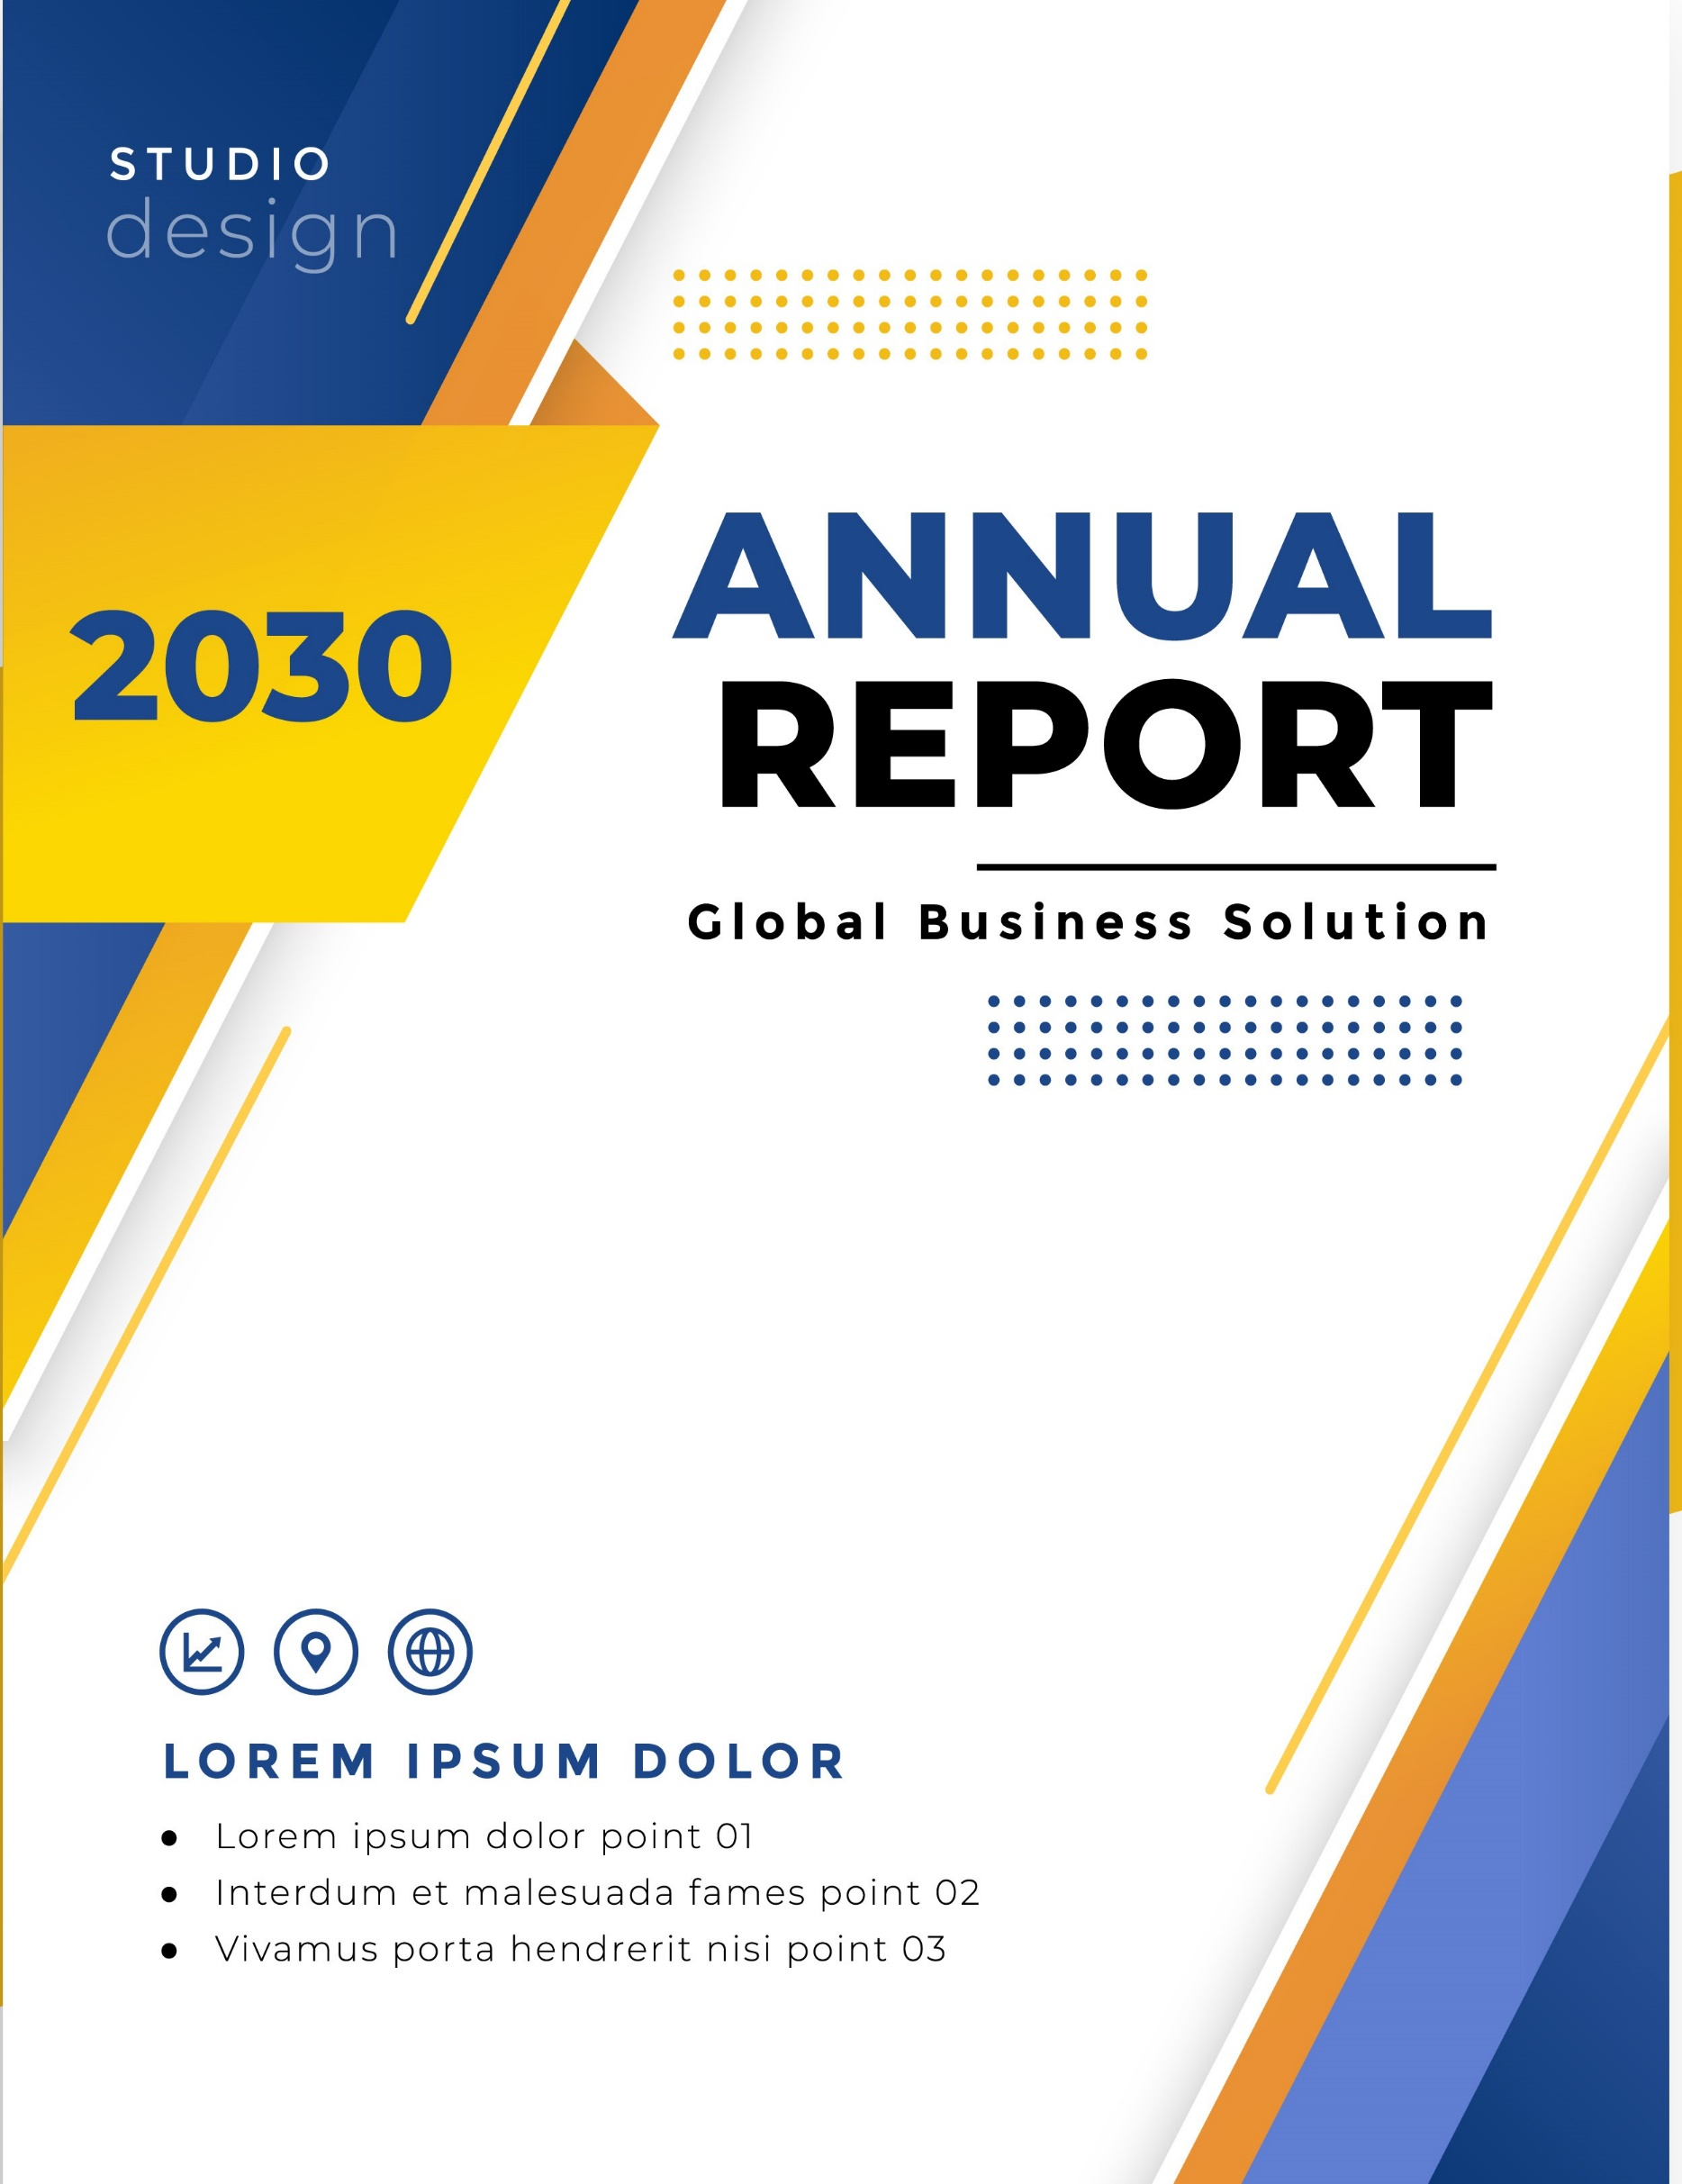 STUDIO
design
2030
ANNUAL
REPORT
Global Business Solution
LOREM IPSUM DOLOR
• Lorem ipsum dolor point 01
• Interdum et malesuada fames point 02
• Vivamus porta hendrerit nisi point 03